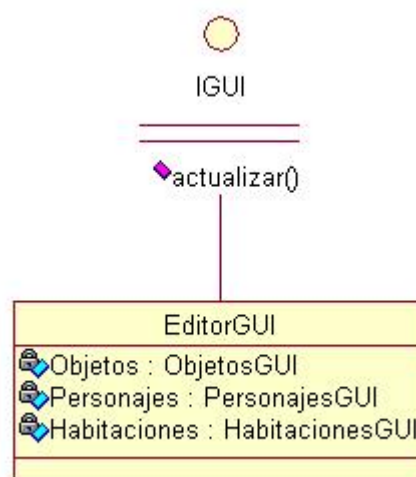 IGUI
actualizar()
EditorGUI
Objetos : ObjetosGUI
Personajes : PersonajesGUI
Habitaciones : HabitacionesGUI